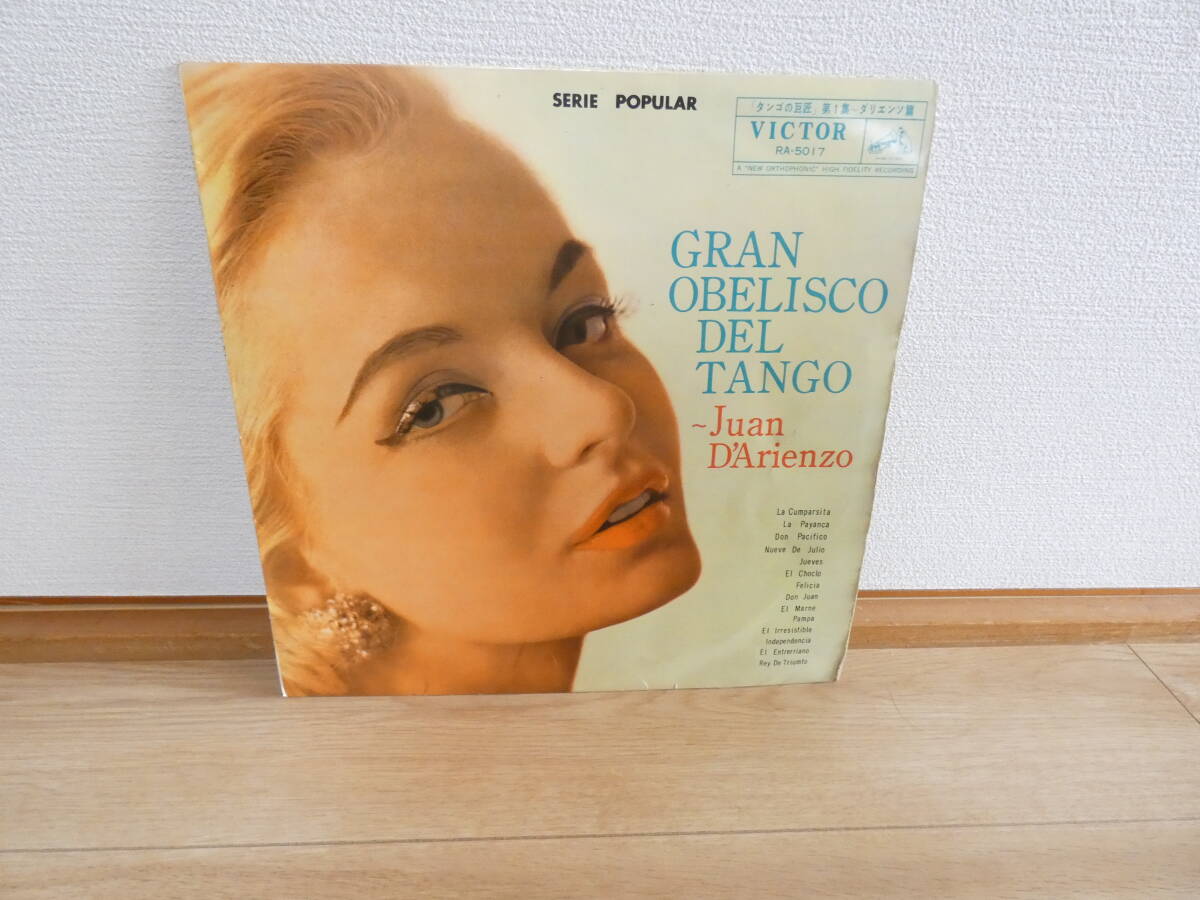 SERIE POPULAR
「タンゴの巨匠」第1集〜ダリエンソ篇
VICTOR
RA-5017
A "NEW ORTHOPHONIC" HIGH FIDELITY RECORDING
GRAN
OBELISCO
DEL
TANGO
~Juan
D'Arienzo
La Cumparsita
La Payanca
Don Pacifico
Nueve De Julio
Jueves
El Choclo
Felicia
Don Juan
El Marne
Pampa
El Irresistible
Independencia
El Entrerriano
Rey De Triumfo